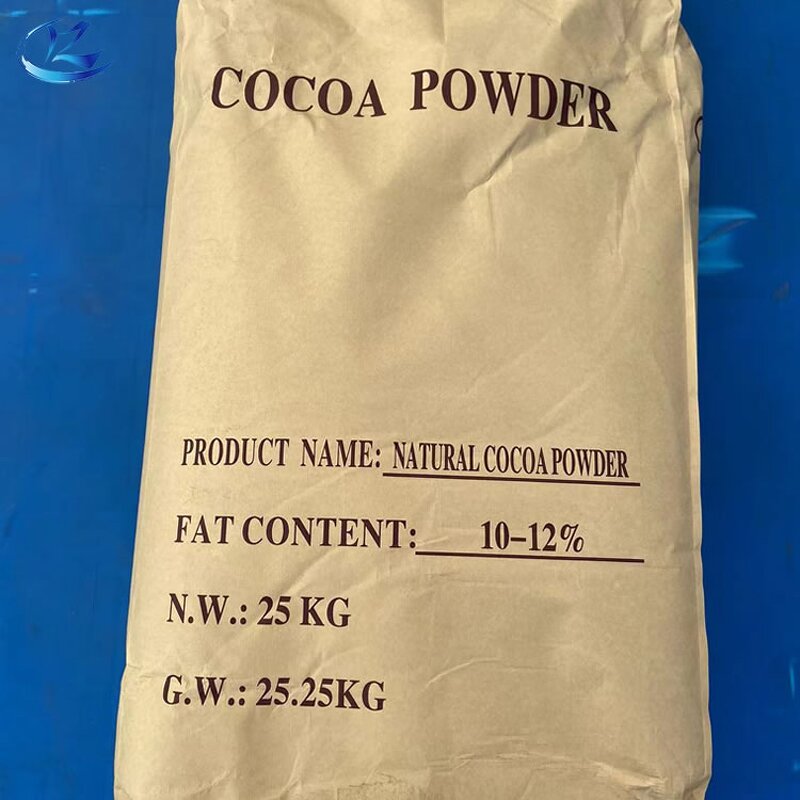 COCOA POWDER
PRODUCT NAME: NATURAL COCOA POWDER
FAT CONTENT: 10-12%
N.W.: 25 KG
G.W.: 25.25KG